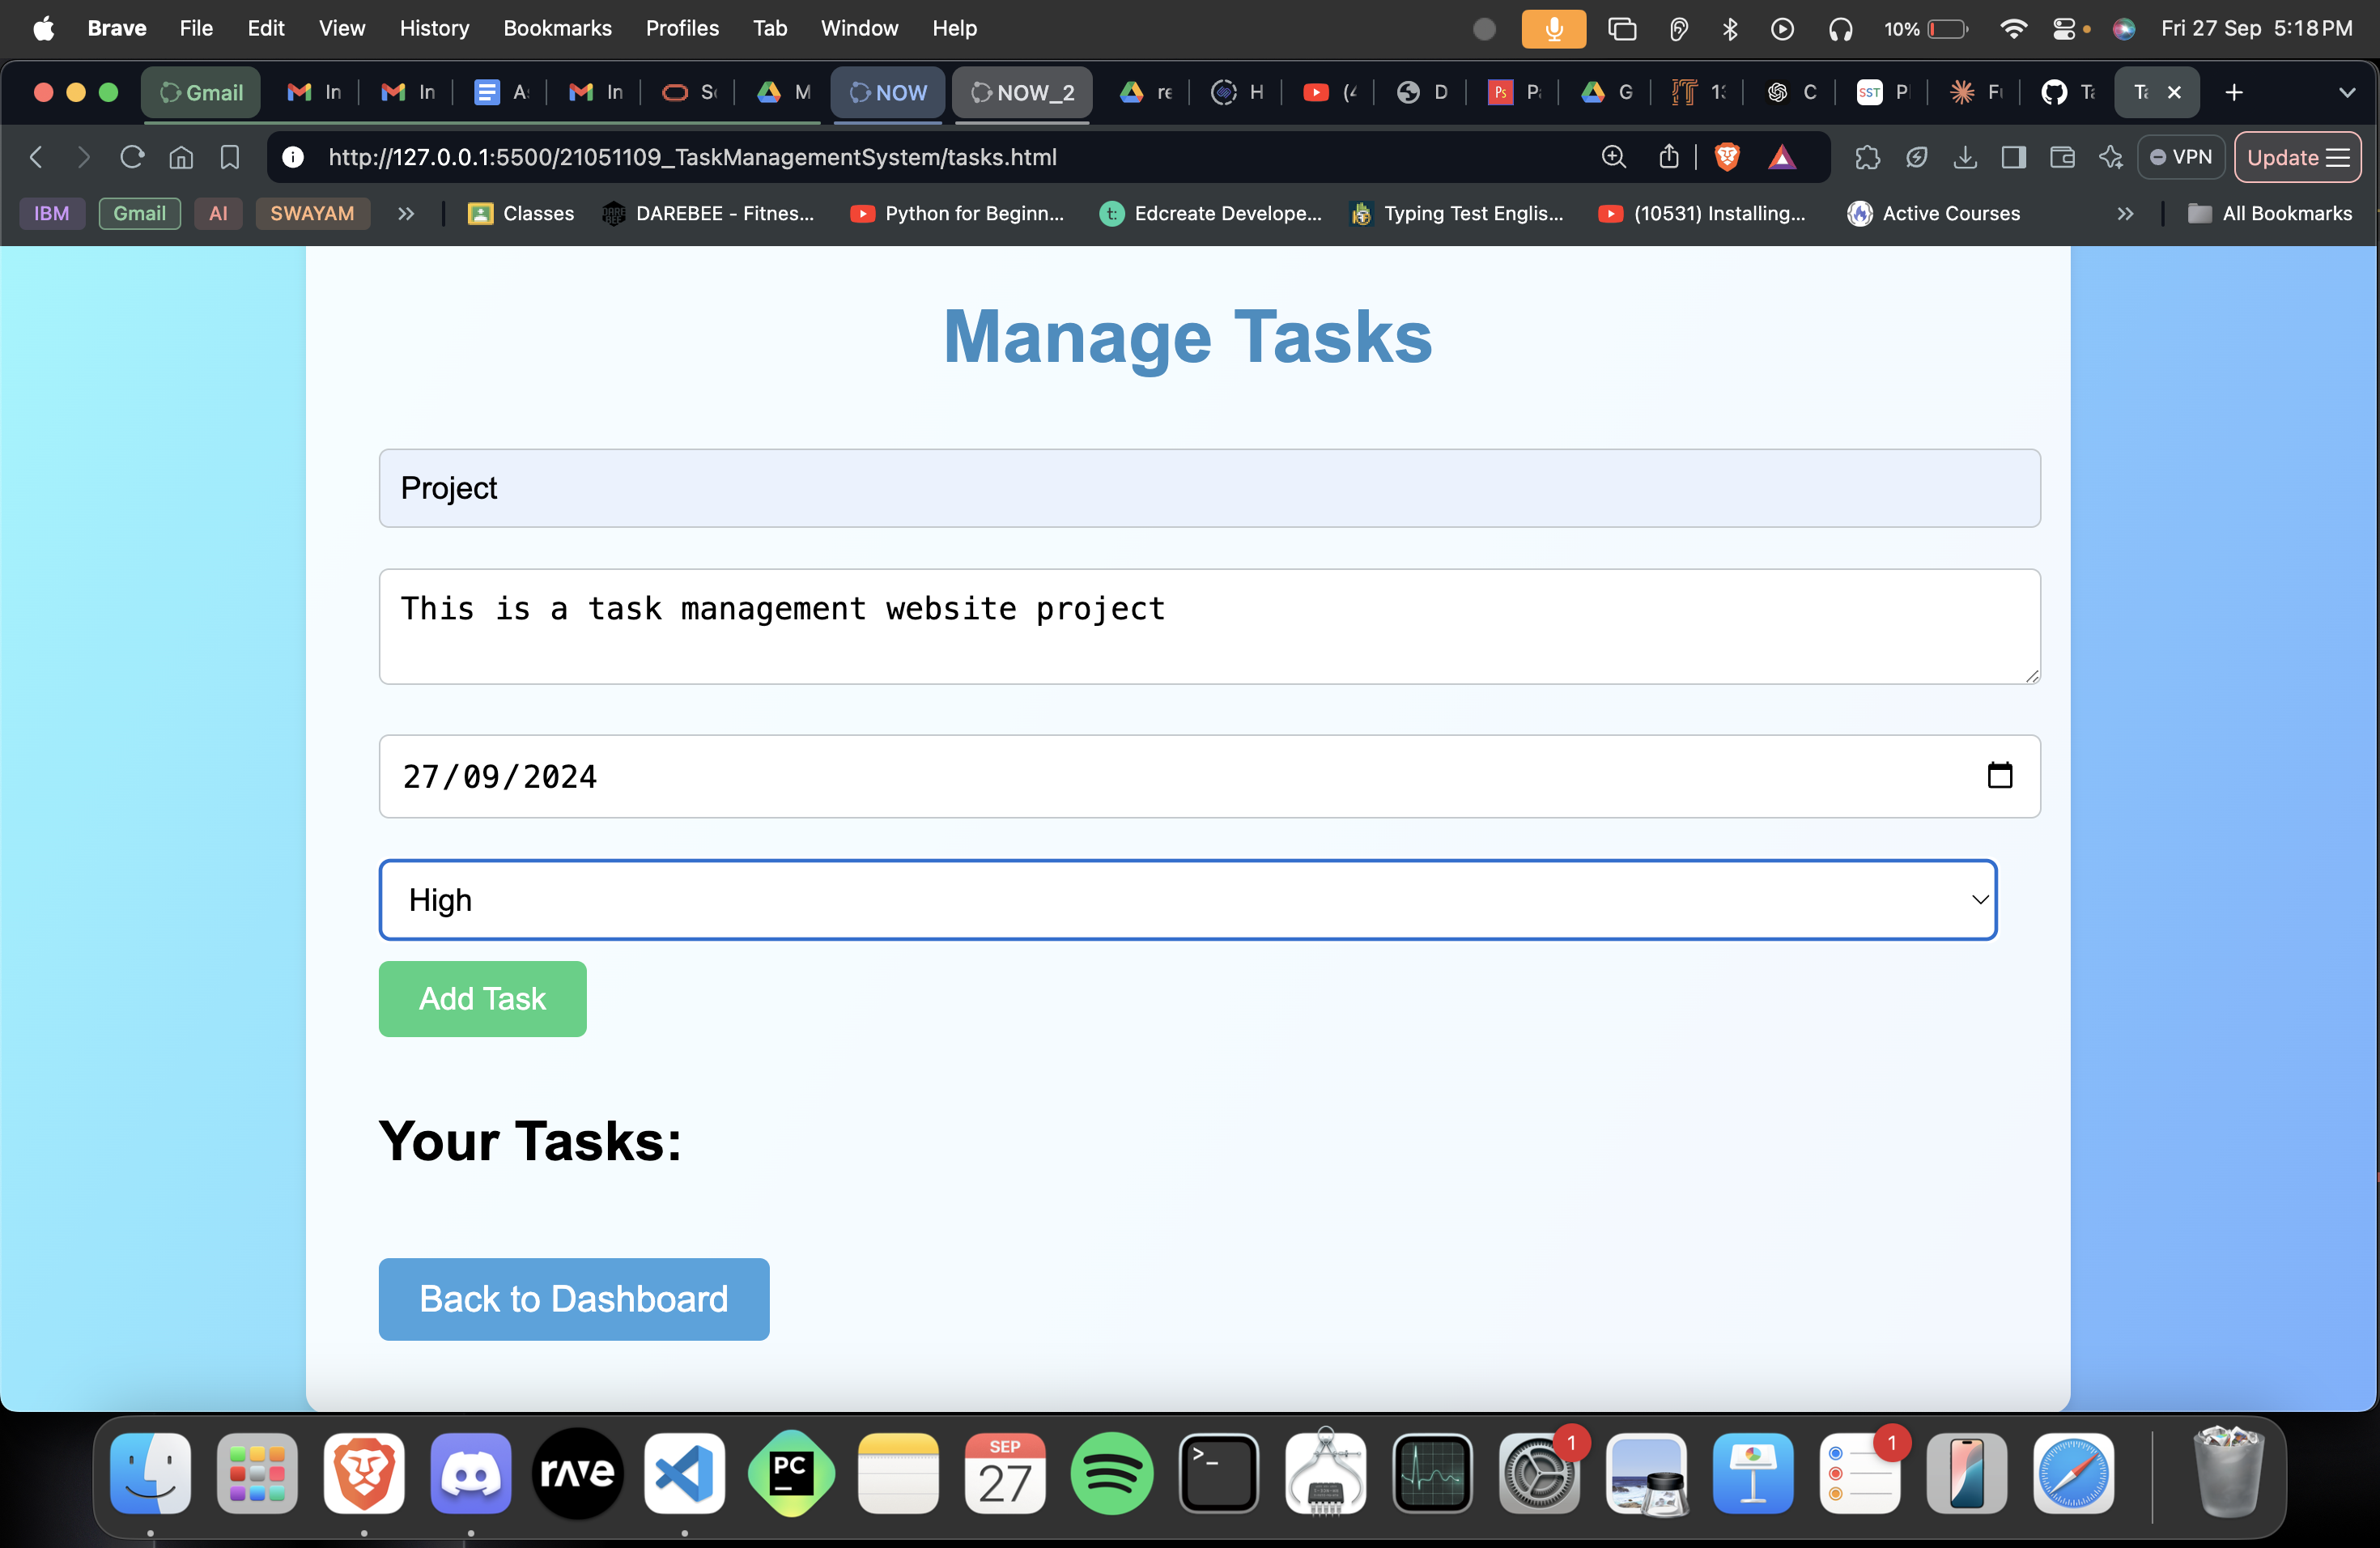 Brave File Edit View History Bookmarks Profiles Tab Window Help 10% Fri 27 Sep 5:18 PM
Gmail In In A In S M NOW NOW_2 re H (4 D P G C P F Ta Ta
http://127.0.0.1:5500/21051109_TaskManagementSystem/tasks.html VPN Update
IBM Gmail AI SWAYAM » Classes DAREBEE - Fitnes... Python for Beginn... Edcreate Develope... Typing Test Englis... (10531) Installing... Active Courses » All Bookmarks
Manage Tasks
Project
This is a task management website project
27/09/2024
High
Add Task
Your Tasks:
Back to Dashboard
rave PC SEP 27 1 1